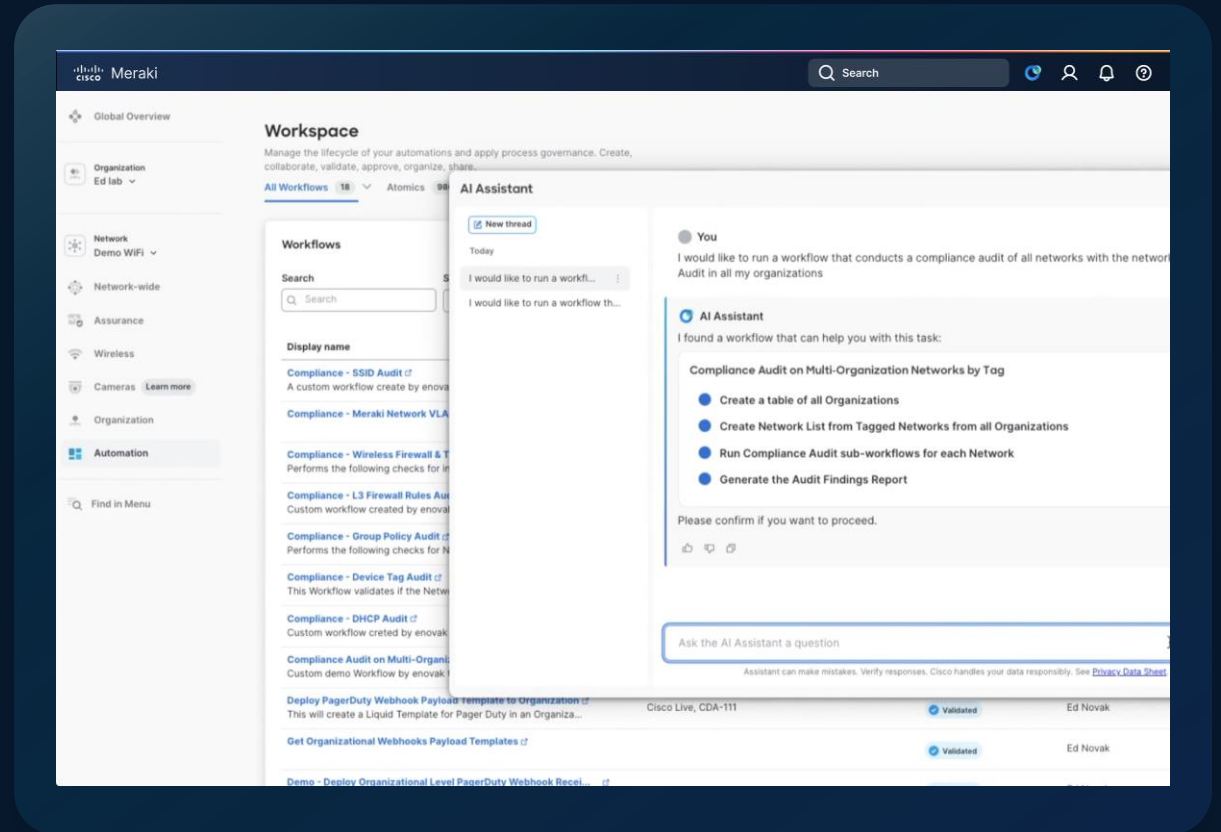 cisco Meraki
Search
Global Overview
Organization
Ed lab
Network
Demo WiFi
Network-wide
Assurance
Wireless
Cameras Learn more
Organization
Automation
Find in Menu
Workspace
Manage the lifecycle of your automations and apply process governance. Create,
collaborate, validate, approve, organize, share.
All Workflows 18 Atomics
Workflows
Search
Search
Display name
Compliance - SSID Audit
A custom workflow create by enova
Compliance - Meraki Network VLA
Compliance - Wireless Firewall & T
Performs the following checks for
Compliance - L3 Firewall Rules
Custom workflow created by enova
Compliance - Group Policy Audit
Performs the following checks for N
Compliance - Device Tag Audit
This Workflow validates if the Netw
Compliance - DHCP Audit
Custom workflow creted by enovak
Compliance Audit on Multi-Organi
Custom demo Workflow by enovak
Deploy PagerDuty Webhook Payload Template to Organization
This will create a Liquid Template for Pager Duty in an Organiza...
Cisco Live, CDA-111
Validated
Ed Novak
Get Organizational Webhooks Payload Templates
Validated
Ed Novak
Demo - Deploy Organizational Level PagerDuty Webhook Recei...
AI Assistant
New thread
Today
I would like to run a workfl...
I would like to run a workflow th...
You
I would like to run a workflow that conducts a compliance audit of all networks with the networ
Audit in all my organizations
AI Assistant
I found a workflow that can help you with this task:
Compliance Audit on Multi-Organization Networks by Tag
Create a table of all Organizations
Create Network List from Tagged Networks from all Organizations
Run Compliance Audit sub-workflows for each Network
Generate the Audit Findings Report
Please confirm if you want to proceed.
Ask the AI Assistant a question
Assistant can make mistakes. Verify responses. Cisco handles your data responsibly. See Privacy Data Sheet